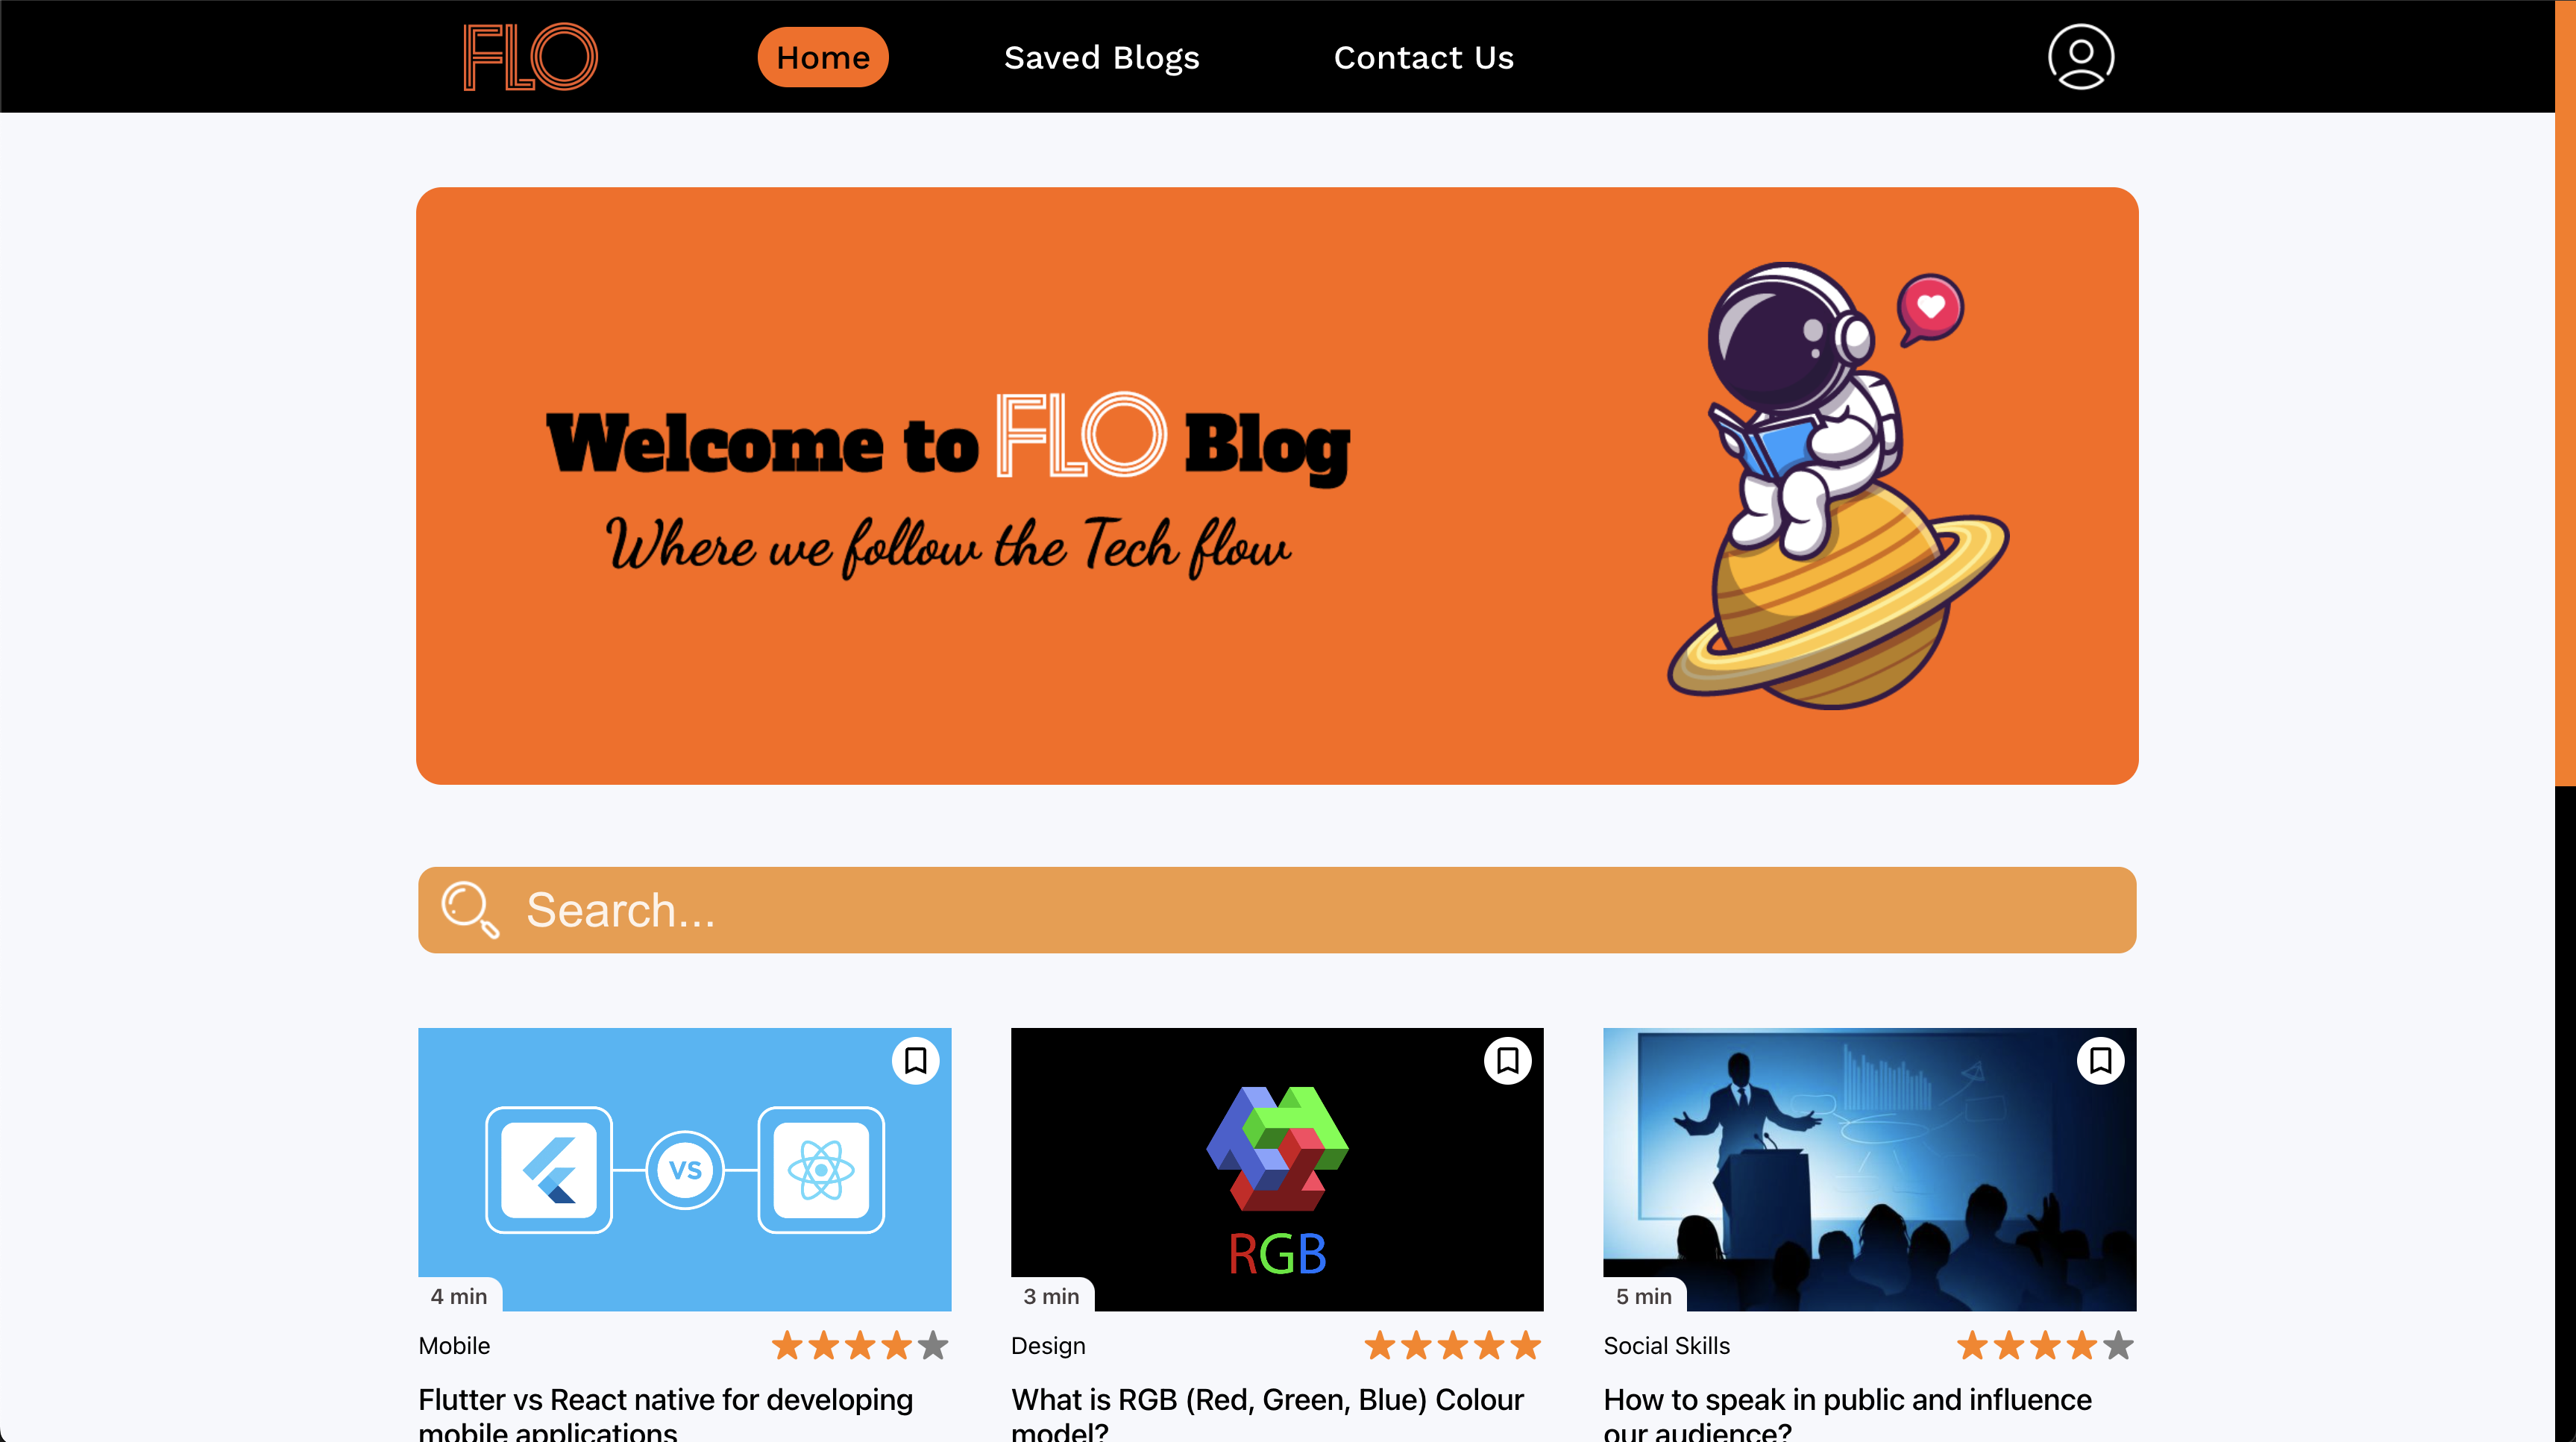 FLO
Home
Saved Blogs
Contact Us
Welcome to FLO Blog
Where we follow the Tech flow
Search...
VS
4 min
Mobile
Flutter vs React native for developing
mobile applications
RGB
3 min
Design
What is RGB (Red, Green, Blue) Colour
model?
5 min
Social Skills
How to speak in public and influence
our audience?